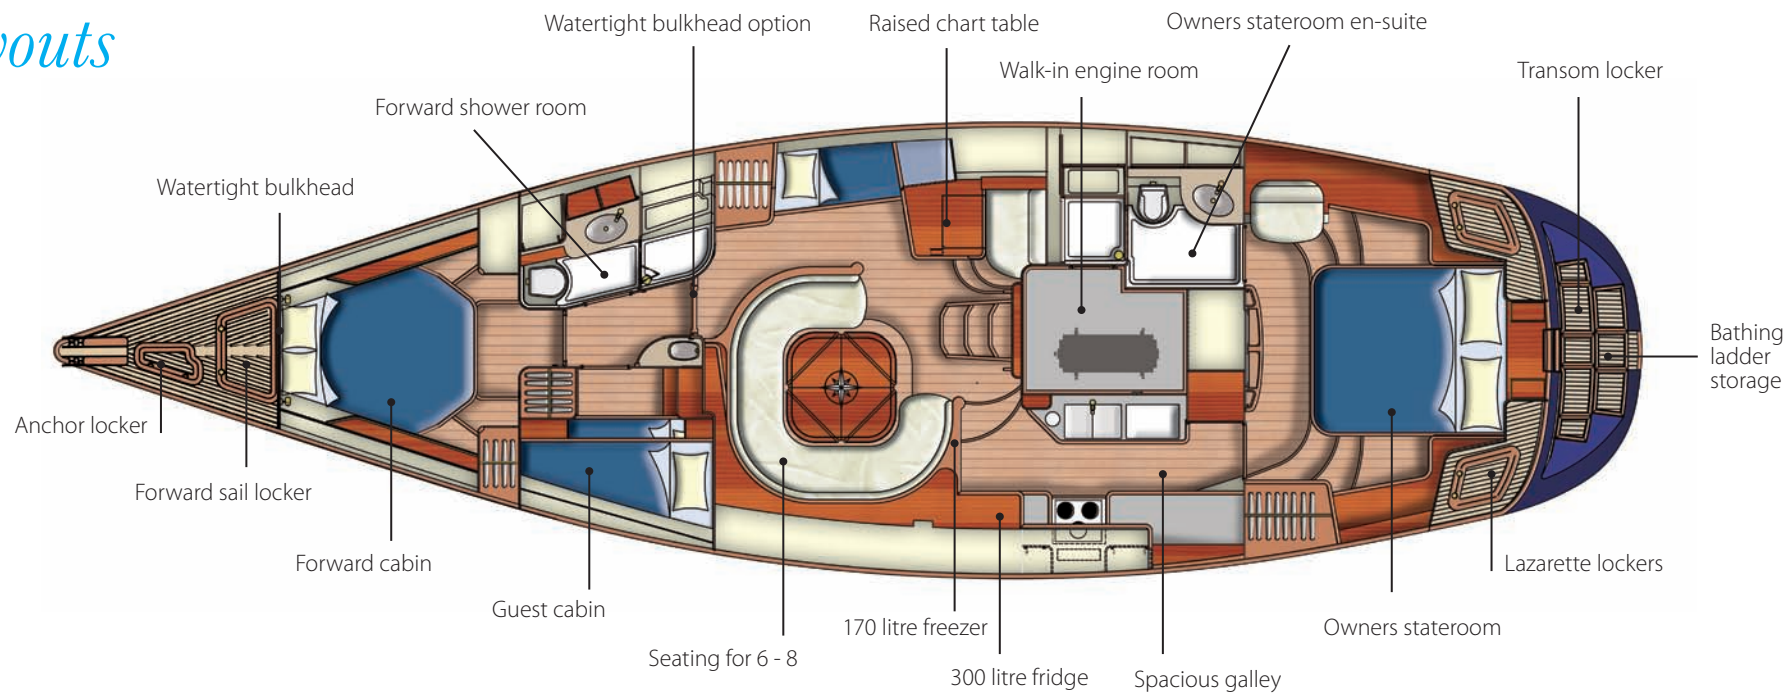 Watertight bulkhead option
Raised chart table
Owners stateroom en-suite
Walk-in engine room
Transom locker
Forward shower room
Watertight bulkhead
Bathing
ladder
storage
Anchor locker
Forward sail locker
Forward cabin
Guest cabin
Seating for 6 - 8
170 litre freezer
300 litre fridge
Spacious galley
Owners stateroom
Lazarette lockers